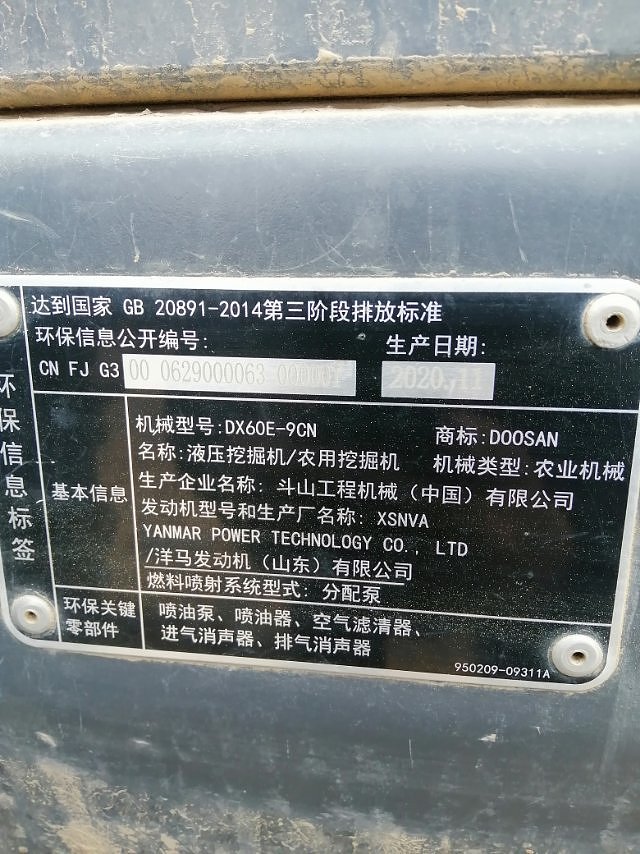 达到国家 GB 20891-2014第三阶段排放标准
环保信息公开编号:
生产日期:
CN FJ G3 00 0629000063 000001
2020.11
环保信息标签
基本信息
机械型号:DX60E-9CN
商标:DOOSAN
名称:液压挖掘机/农用挖掘机
机械类型:农业机械
生产企业名称: 斗山工程机械（中国）有限公司
发动机型号和生产厂名称: XSNVA
YANMAR POWER TECHNOLOGY CO., LTD
/洋马发动机（山东）有限公司
燃料喷射系统型式: 分配泵
环保关键
零部件
喷油泵、喷油器、空气滤清器、
进气消声器、排气消声器
950209-09311A